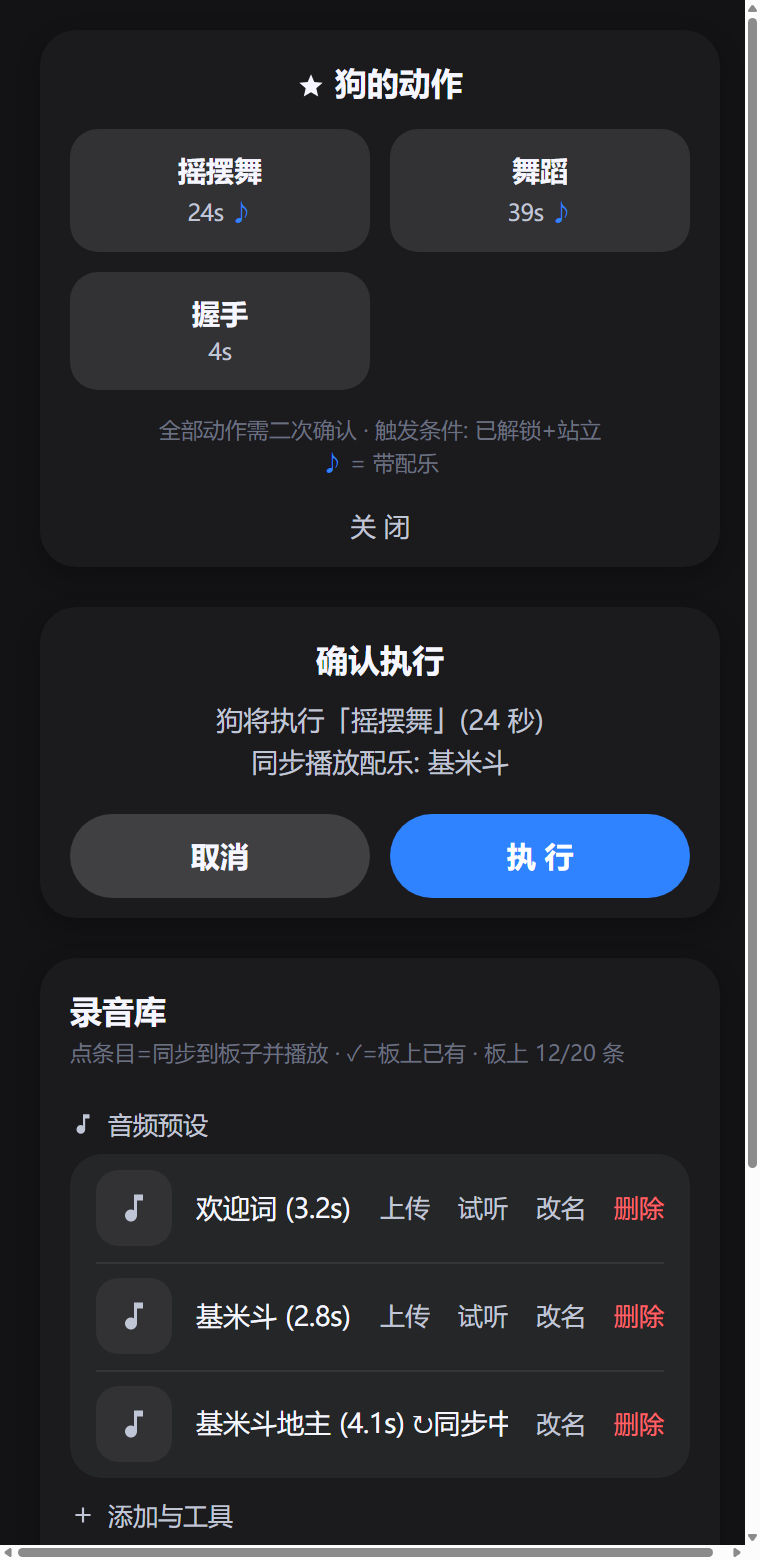 ★ 狗的动作
摇摆舞
24s ♪
舞蹈
39s ♪
握手
4s
全部动作需二次确认 · 触发条件: 已解锁+站立
♪ = 带配乐
关 闭
确认执行
狗将执行「摇摆舞」(24 秒)
同步播放配乐: 基米斗
取消
执 行
录音库
点条目=同步到板子并播放 · ✓=板上已有 · 板上 12/20 条
音频预设
欢迎词 (3.2s) 上传 试听 改名 删除
基米斗 (2.8s) 上传 试听 改名 删除
基米斗地主 (4.1s) ↻同步中 改名 删除
+ 添加与工具